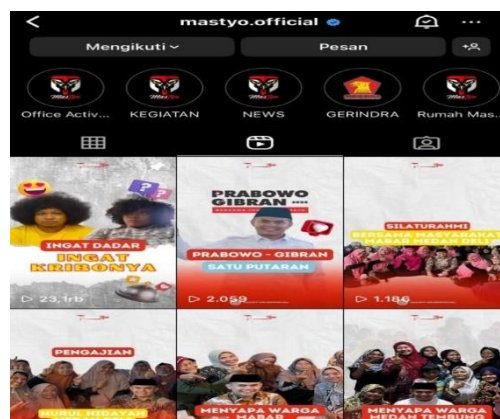 mastyo.official
Mengikuti
Pesan
Office Activ...
KEGIATAN
NEWS
GERINDRA
Rumah Mas..
INGAT DADAR
INGAT
KRIBONYA
23,1rb
PRABOWO
GIBRAN
PRABOWO - GIBRAN
SATU PUTARAN
2.059
SILATURAHMI
BERSAMA MASYARAKAT
MABAR MEDAN DELI
1.186
PENGAJIAN
NURUL HIDAYAH
MENYAPA WARGA
MABAR
MENYAPA WARGA
MEDAN TEMBUNG